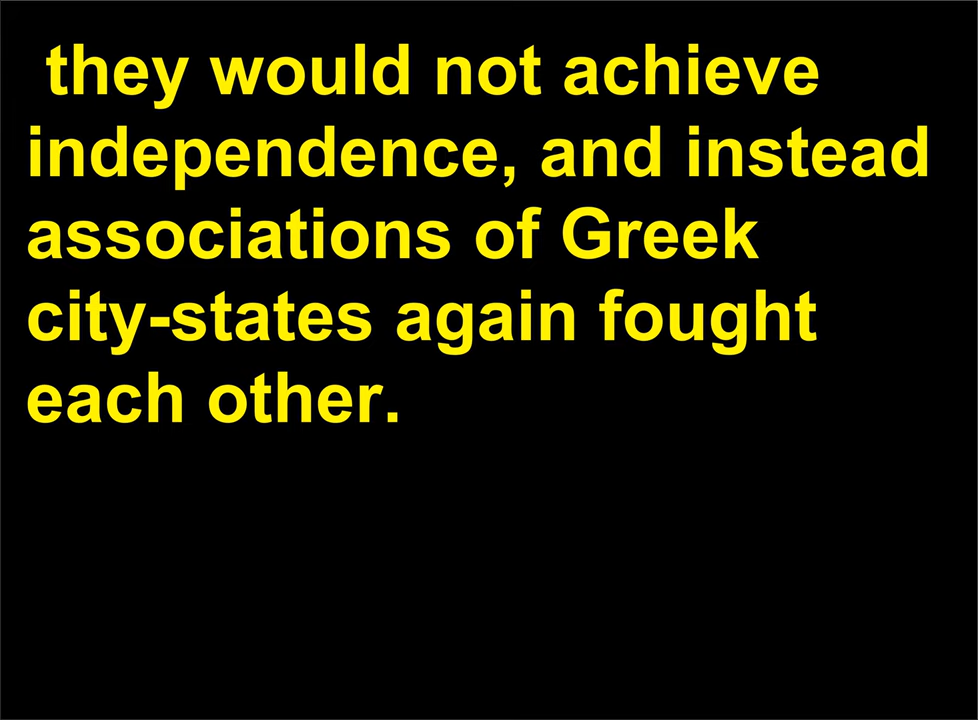 they would not achieve
independence, and instead
associations of Greek
city-states again fought
each other.